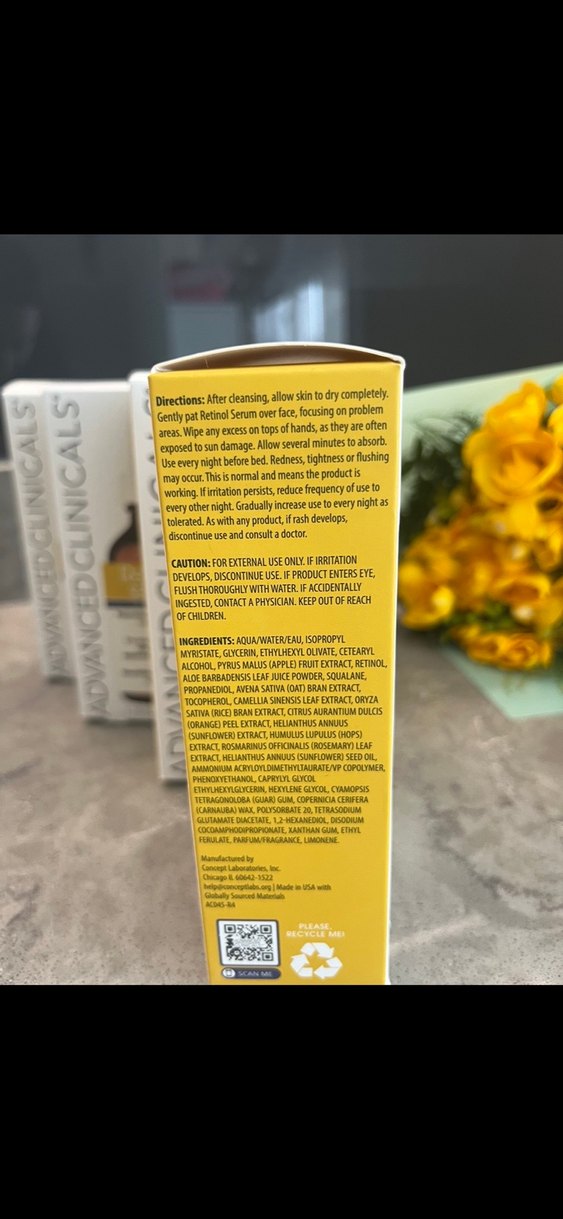 Directions: After cleansing, allow skin to dry completely.
Gently pat Retinol Serum over face, focusing on problem
areas. Wipe any excess on tops of hands, as they are often
exposed to sun damage. Allow several minutes to absorb.
Use every night before bed. Redness, tightness or flushing
may occur. This is normal and means the product is
working. If irritation persists, reduce frequency of use to
every other night. Gradually increase use to every night as
tolerated. As with any product, if rash develops,
discontinue use and consult a doctor.
CAUTION: FOR EXTERNAL USE ONLY. IF IRRITATION
DEVELOPS, DISCONTINUE USE. IF PRODUCT ENTERS EYE,
FLUSH THOROUGHLY WITH WATER. IF ACCIDENTALLY
INGESTED, CONTACT A PHYSICIAN. KEEP OUT OF REACH
OF CHILDREN.
INGREDIENTS: AQUA/WATER/EAU, ISOPROPYL
MYRISTATE, GLYCERIN, ETHYLHEXYL OLIVATE, CETEARYL
ALCOHOL, PYRUS MALUS (APPLE) FRUIT EXTRACT, RETINOL,
ALOE BARBADENSIS LEAF JUICE POWDER, SQUALANE,
PROPANEDIOL, AVENA SATIVA (OAT) BRAN EXTRACT,
TOCOPHEROL, CAMELLIA SINENSIS LEAF EXTRACT, ORYZA
SATIVA (RICE) BRAN EXTRACT, CITRUS AURANTIUM DULCIS
(ORANGE) PEEL EXTRACT, HELIANTHUS ANNUUS
(SUNFLOWER) EXTRACT, HUMULUS LUPULUS (HOPS)
EXTRACT, ROSMARINUS OFFICINALIS (ROSEMARY) LEAF
EXTRACT, HELIANTHUS ANNUUS (SUNFLOWER) SEED OIL,
AMMONIUM ACRYLOYLDIMETHYLTAURATE/VP COPOLYMER,
PHENOXYETHANOL, CAPRYLYL GLYCOL
ETHYLHEXYLGLYCERIN, HEXYLENE GLYCOL, CYAMOPSIS
TETRAGONOLOBA (GUAR) GUM, COPERNICIA CERIFERA
(CARNAUBA) WAX, POLYSORBATE 20, TETRASODIUM
GLUTAMATE DIACETATE, 1,2-HEXANEDIOL, DISODIUM
COCOAMPHODIPROPIONATE, XANTHAN GUM, ETHYL
FERULATE, PARFUM/FRAGRANCE, LIMONENE.
Manufactured by
Concept Laboratories, Inc.
Chicago IL 60642-1522
help@conceptlabs.org | Made in USA with
Globally Sourced Materials
AC045-R4
SCAN ME
PLEASE,
RECYCLE ME!
ADVANCED CLINICALS
ADVANCED CLINICALS
ADVANCED CLINICALS